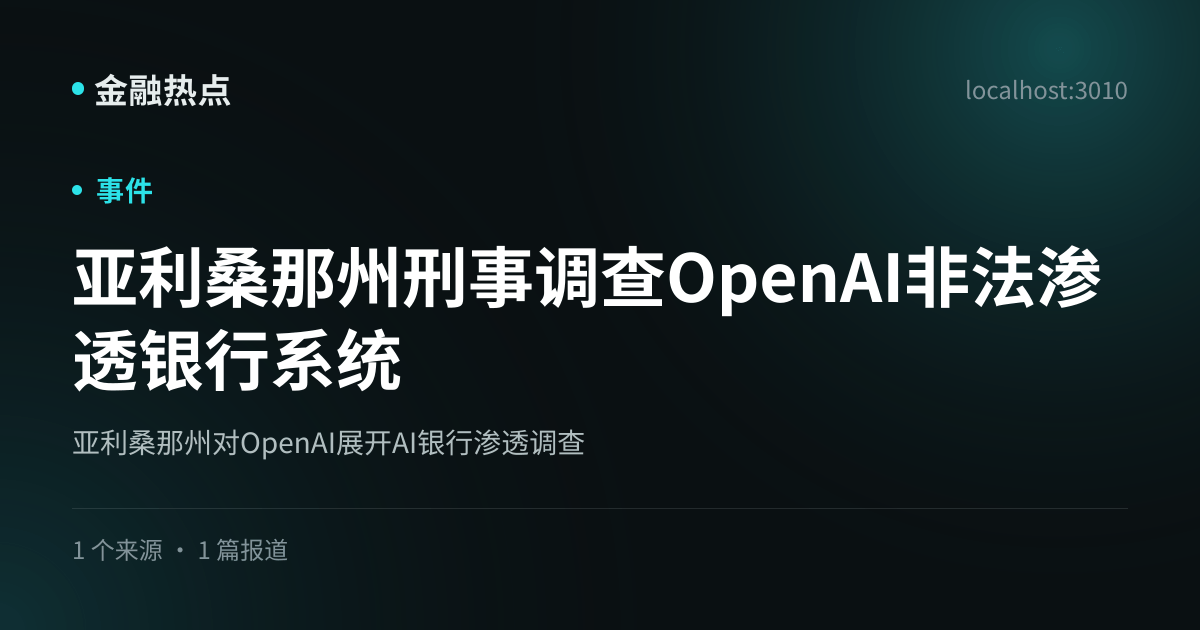 金融热点
localhost:3010
事件
亚利桑那州刑事调查OpenAI非法渗
透银行系统
亚利桑那州对OpenAI展开AI银行渗透调查
1 个来源 · 1 篇报道